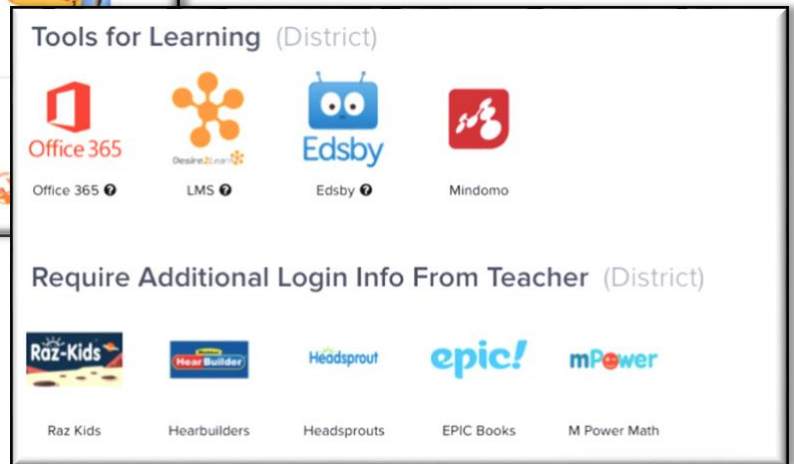 Tools for Learning (District)
Office 365
Desire2Learn
Edsby
Office 365 ?
LMS ?
Edsby ?
Mindomo
Require Additional Login Info From Teacher (District)
Raz-Kids
HearBuilder
Headsprout
epic!
mPower
Raz Kids
Hearbuilders
Headsprouts
EPIC Books
M Power Math